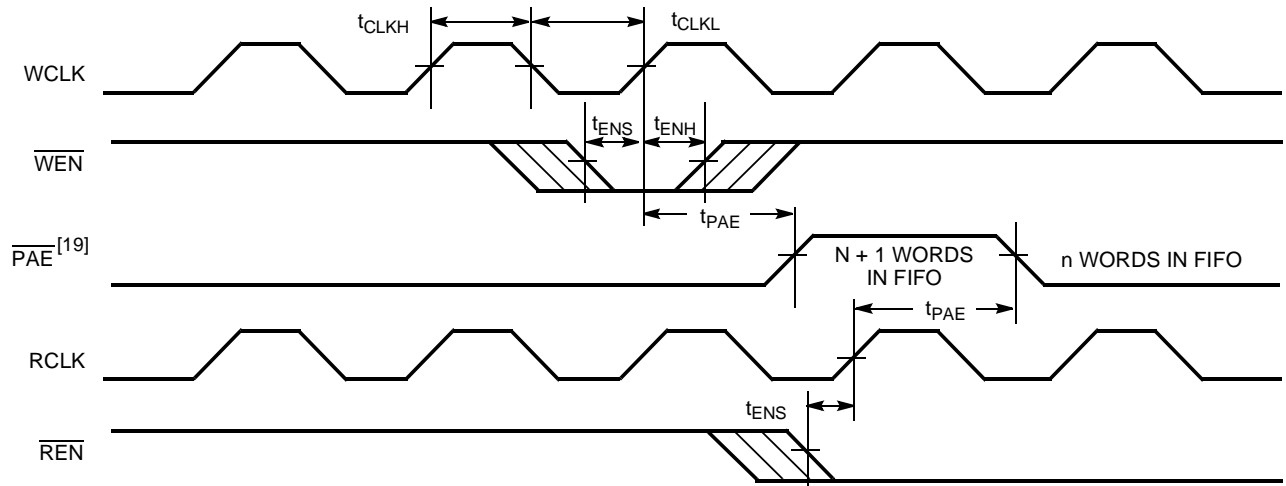 tCLKH
tCLKL
WCLK
tENS
tENH
WEN
tPAE
PAE[19]
N + 1 WORDS
IN FIFO
n WORDS IN FIFO
tPAE
RCLK
tENS
REN